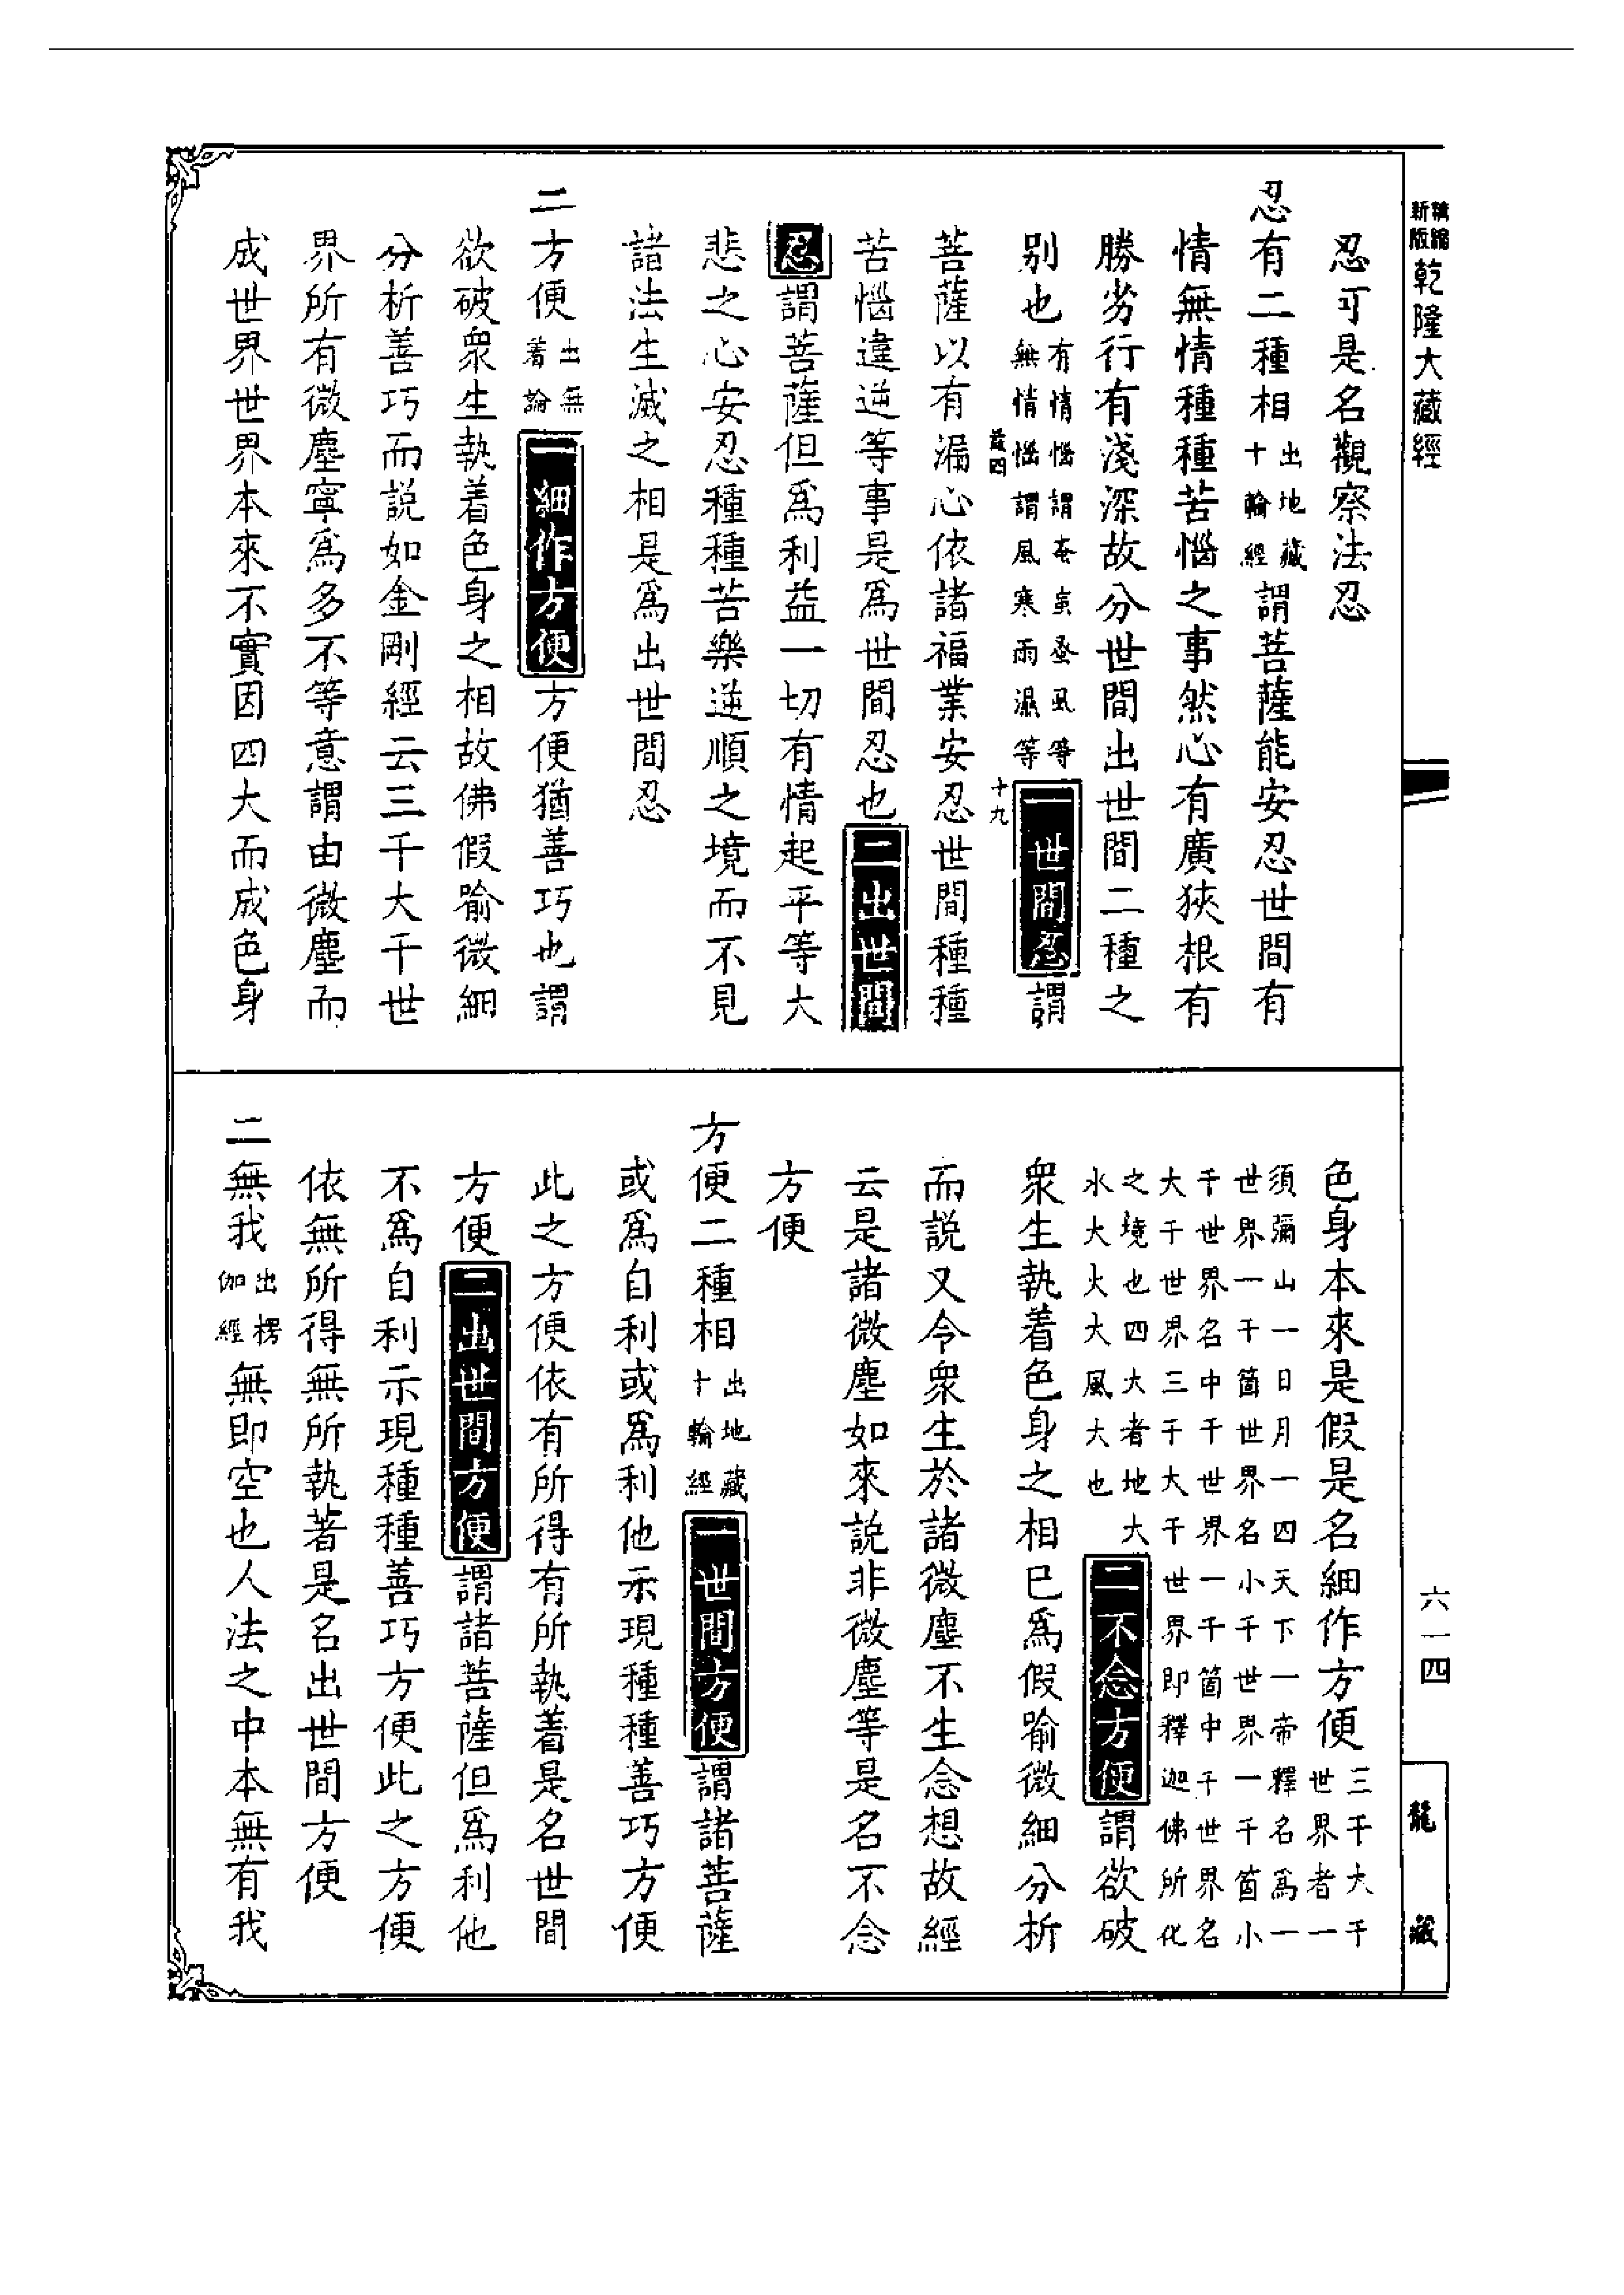 新版
精縮
乾隆大藏經
忍可是名觀察法忍
忍有二種相出地藏十輪經謂菩薩能安忍世間有
情無情種種苦惱之事然心有廣狹根有
勝劣行有淺深故分世間出世間二種之
別也有情惱謂蚉虫蚤虱等無情惱謂風寒雨濕等一世間忍謂
益四
十九
菩薩以有漏心依諸福業安忍世間種種
苦惱違逆等事是爲世間忍也二出世間
忍謂菩薩但爲利益一切有情起平等大
悲之心安忍種種苦樂逆順之境而不見
諸法生滅之相是爲出世間忍
二方便出無著論一細作方便方便猶善巧也謂
欲破衆生執着色身之相故佛假喻微細
分析善巧而説如金剛經云三千大千世
界所有微塵寧爲多不等意謂由微塵而
成世界世界本來不實因四大而成色身
色身本來是假是名細作方便三千大千世界者一
須彌山一日月一四天下一帝釋名爲一
世界一千箇世界名小千世界一千箇小
千世界名中千世界一千箇中千世界名
大千世界三千大千世界即釋迦佛所化
之境也四大者地大水大火大風大也二不念方便謂欲破
衆生執着色身之相已爲假喻微細分析
而説又令衆生於諸微塵不生念想故經
云是諸微塵如來説非微塵等是名不念
方便
方便二種相出地藏十輪經一世間方便謂諸菩薩
或爲自利或爲利他示現種種善巧方便
此之方便依有所得有所執着是名世間
方便二出世間方便謂諸菩薩但爲利他
不爲自利示現種種善巧方便此之方便
依無所得無所執著是名出世間方便
二無我出楞伽經無即空也人法之中本無有我
六一四
龍藏